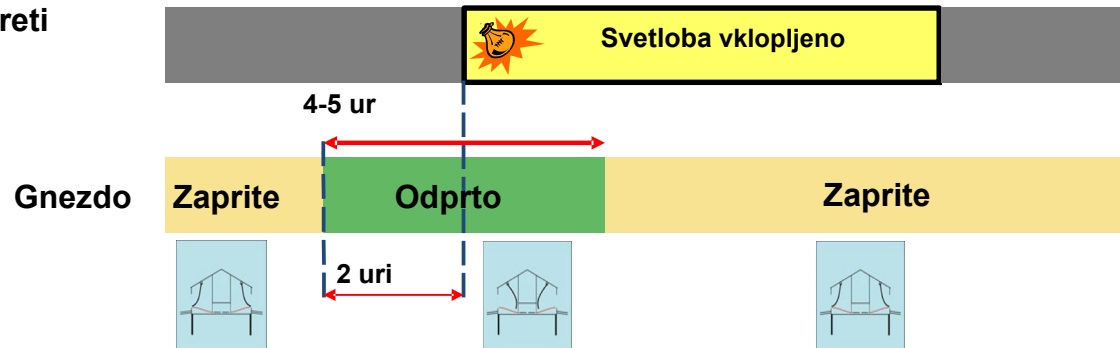 reti
Svetloba vklopljeno
4-5 ur
Gnezdo
Zaprite
Odprto
Zaprite
2 uri